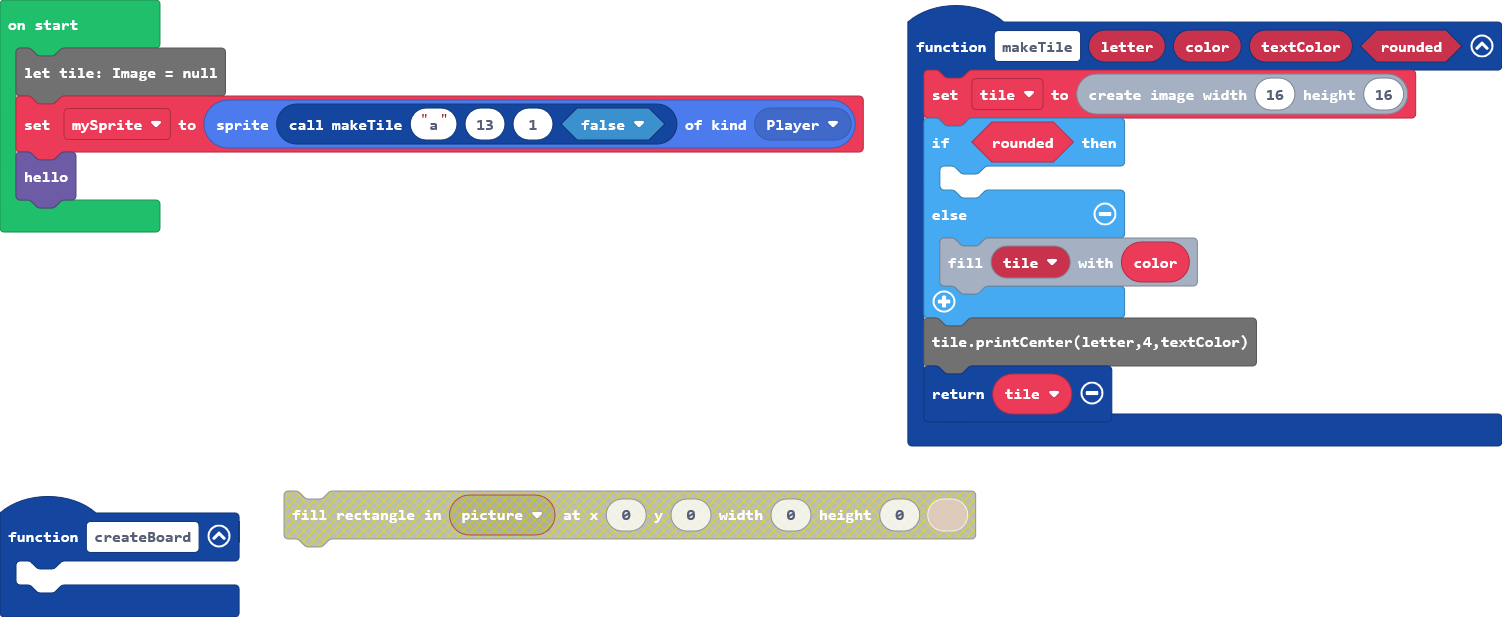 on start
let tile: Image = null
set mySprite to sprite call makeTile "a" 13 1 false of kind Player
hello
function makeTile letter color textColor rounded
set tile to create image width 16 height 16
if rounded then
else
fill tile with color
tile.printCenter(letter,4,textColor)
return tile
function createBoard
fill rectangle in picture at x 0 y 0 width 0 height 0